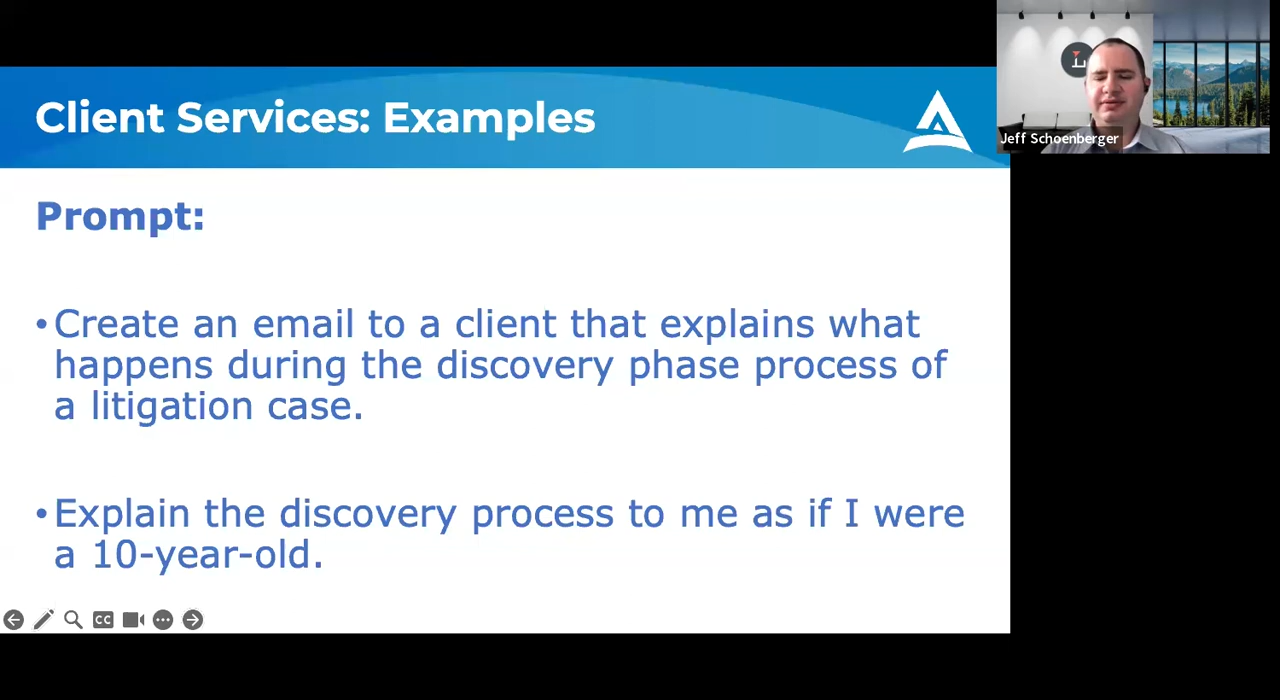 Client Services: Examples
Jeff Schoenberger
Prompt:
•Create an email to a client that explains what
happens during the discovery phase process of
a litigation case.
•Explain the discovery process to me as if I were
a 10-year-old.
CC